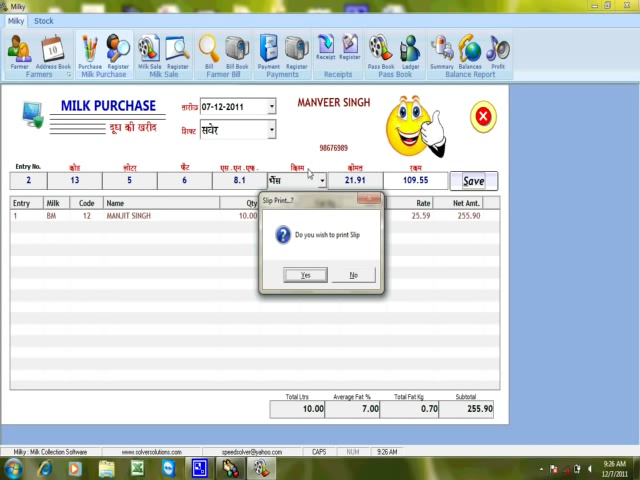 Milky
Milky Stock
Farmer Address Book Purchase Register Milk Sale Register Bill Bill Book Payment Register Receipt Register Pass Book Ledger Summary Balances Profit
Farmers Milk Purchase Milk Sale Farmer Bill Payments Receipts Pass Book Balance Report
MILK PURCHASE
दूध की खरीद
तारीख 07-12-2011
शिफ्ट सवेर
MANVEER SINGH
98676989
Entry No. कोड लीटर फैट एस.एन.एफ. किस्म कीमत रकम
2 13 5 6 8.1 भैंस 21.91 109.55 Save
Entry Milk Code Name Qty Rate Net Amt.
1 BM 12 MANJIT SINGH 10.00 25.59 255.90
Slip Print..?
Do you wish to print Slip
Yes No
Total Ltrs Average Fat % Total Fat Kg Subtotal
10.00 7.00 0.70 255.90
Milky : Milk Collection Software www.solversolutions.com speedsolver@yahoo.com CAPS NUM 9:26 AM
9:26 AM
12/7/2011